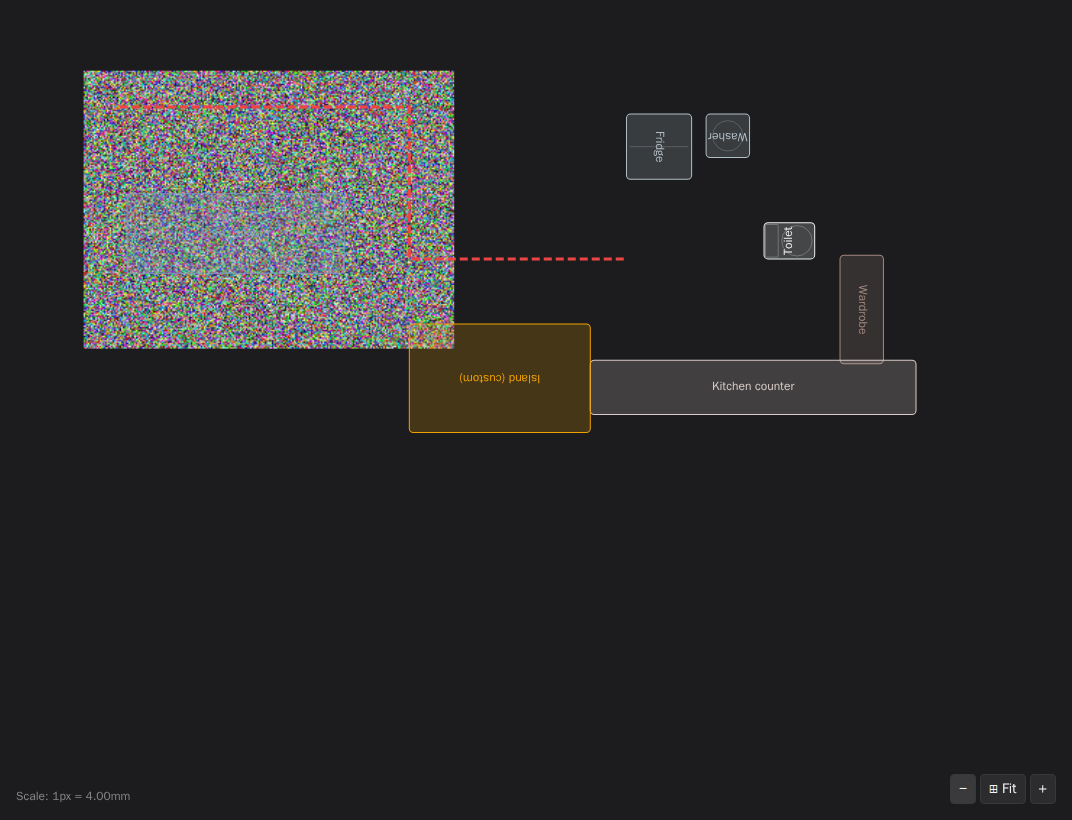 Fridge
Washer
Toilet
Wardrobe
Island (custom)
Kitchen counter
Scale: 1px = 4.00mm
− ⊞ Fit +